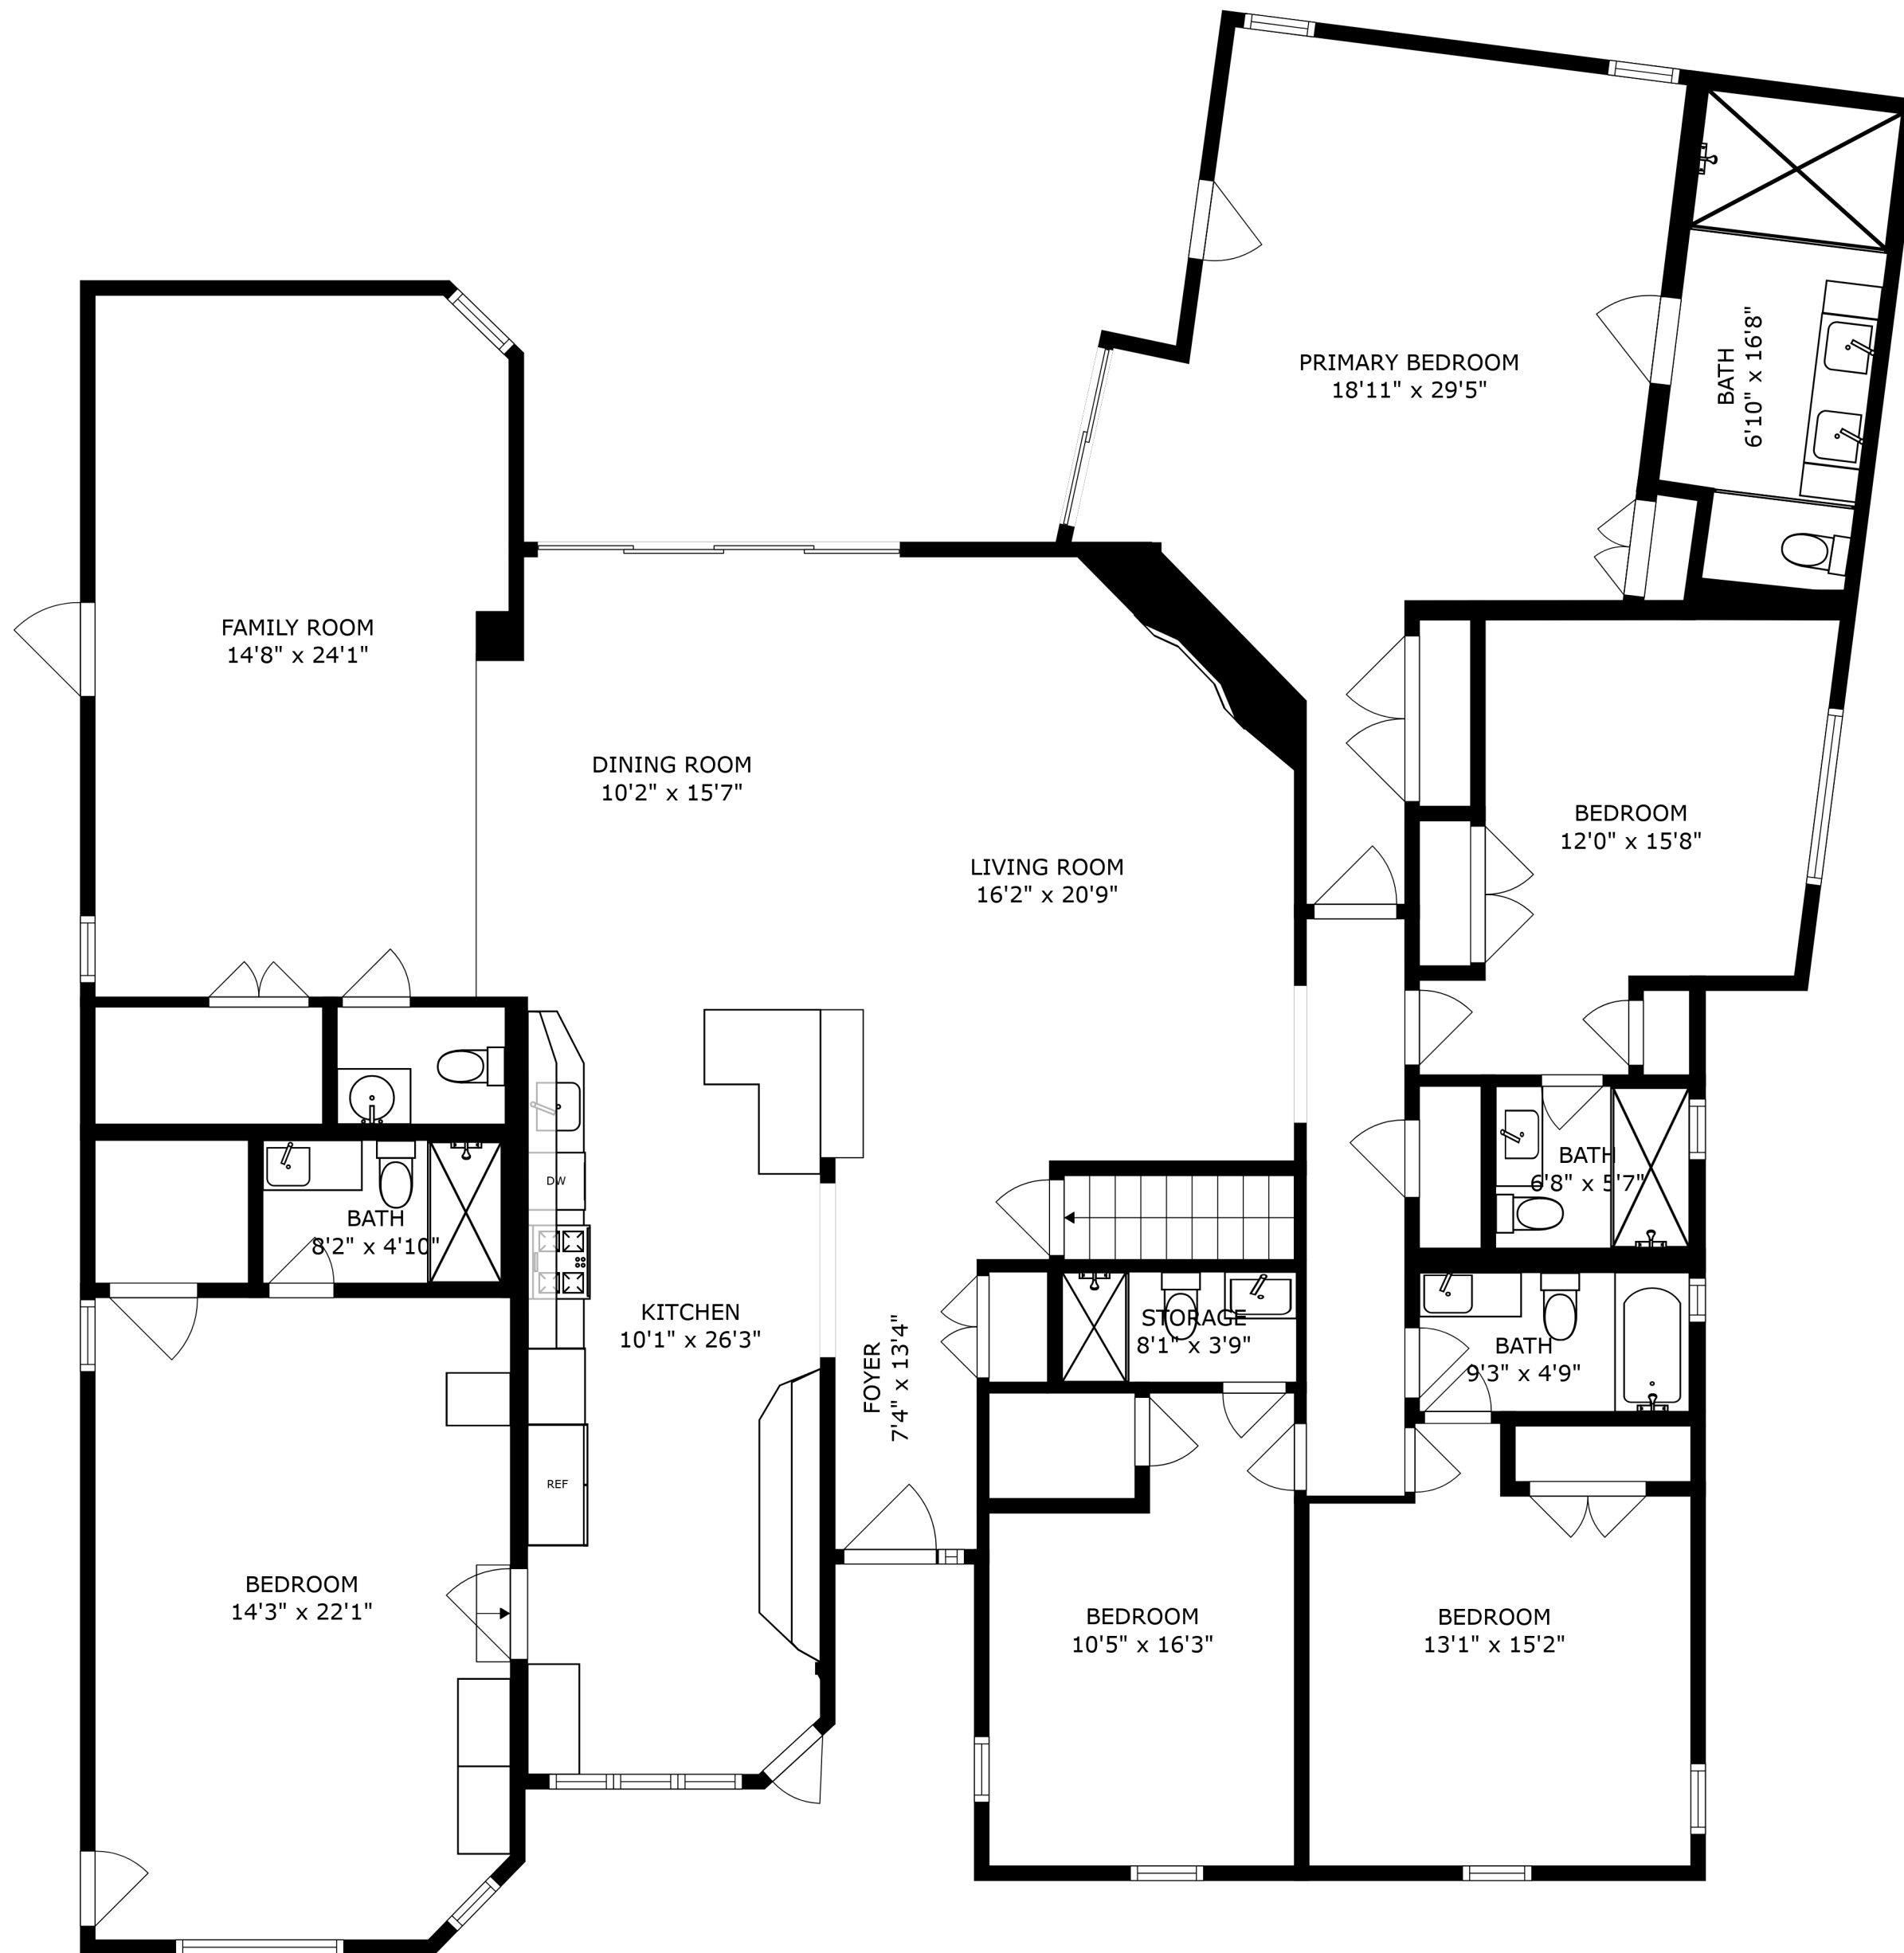 PRIMARY BEDROOM
18'11" x 29'5"
BATH
6'10" x 16'8"
FAMILY ROOM
14'8" x 24'1"
DINING ROOM
10'2" x 15'7"
LIVING ROOM
16'2" x 20'9"
BEDROOM
12'0" x 15'8"
BATH
6'8" x 5'7"
DW
BATH
8'2" x 4'10"
KITCHEN
10'1" x 26'3"
FOYER
7'4" x 13'4"
STORAGE
8'1" x 3'9"
BATH
9'3" x 4'9"
REF
BEDROOM
14'3" x 22'1"
BEDROOM
10'5" x 16'3"
BEDROOM
13'1" x 15'2"